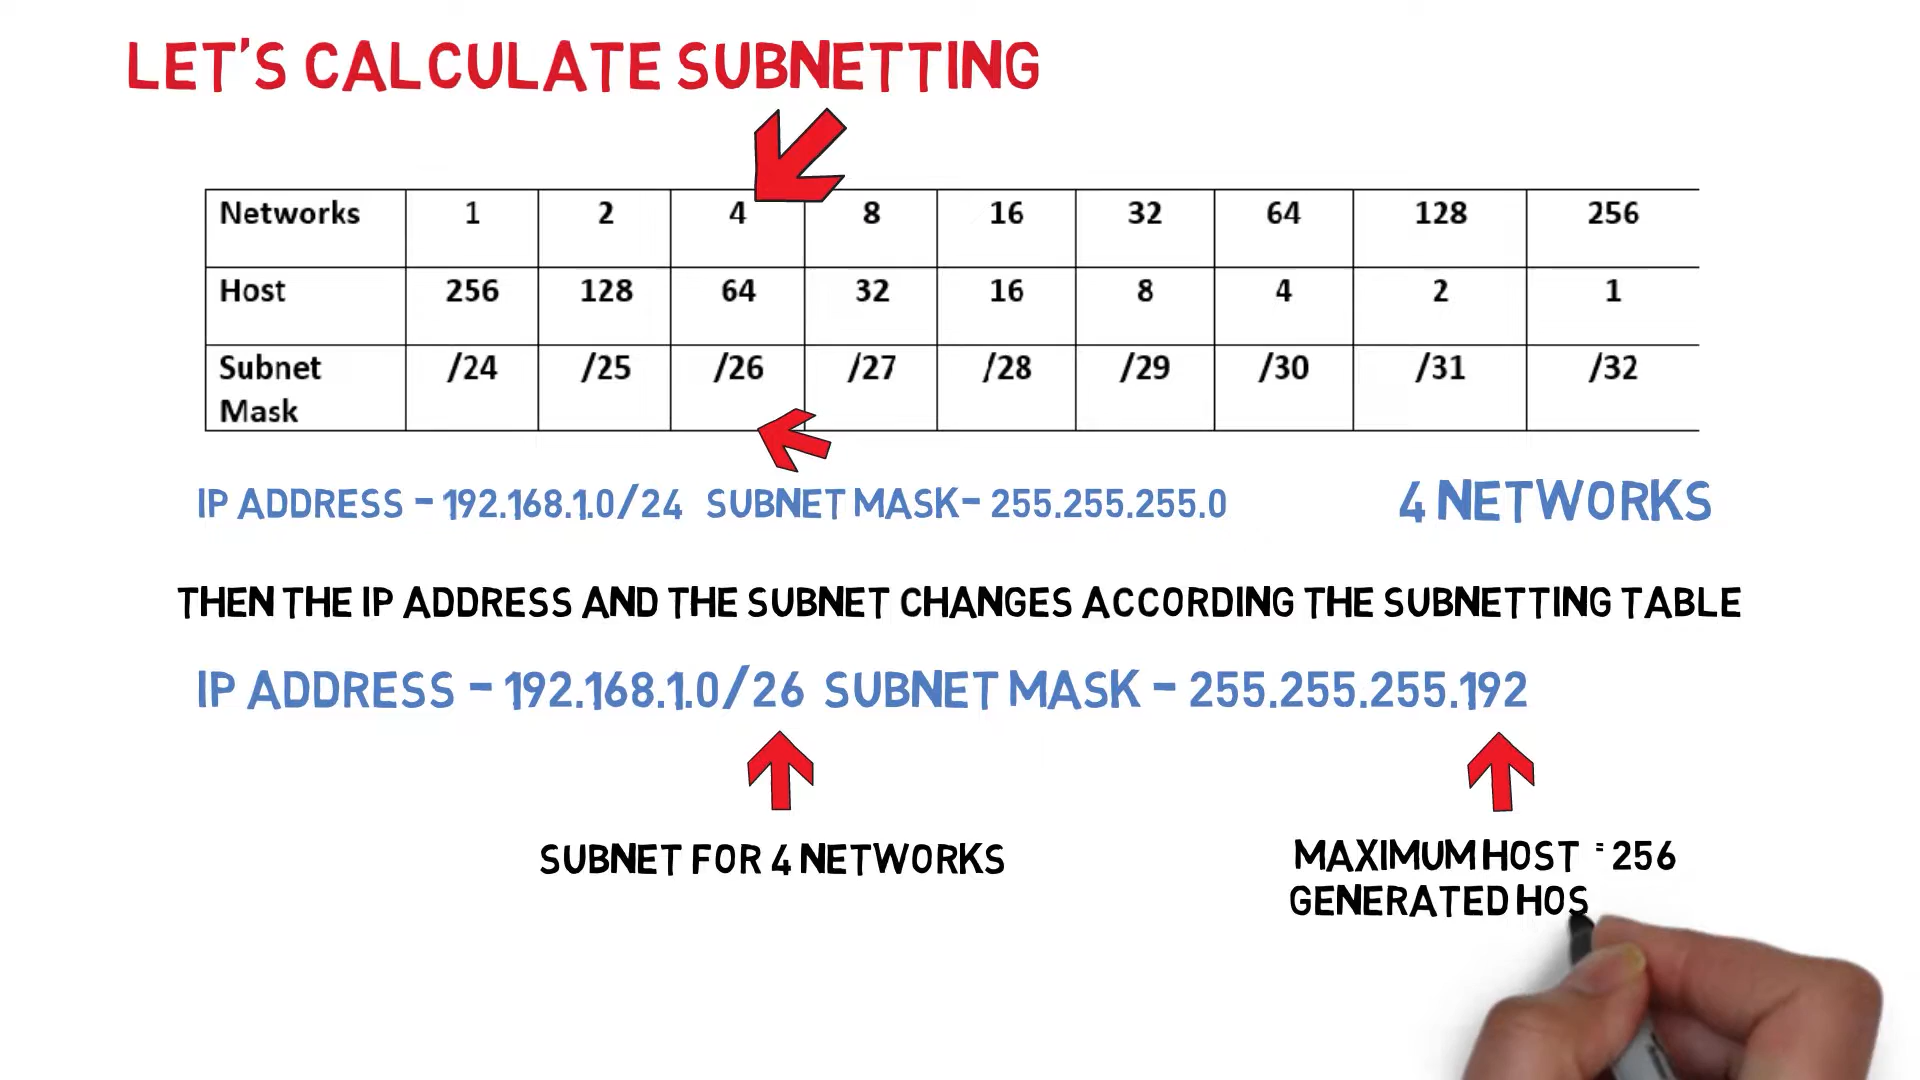 LET'S CALCULATE SUBNETTING
Networks 1 2 4 8 16 32 64 128 256
Host 256 128 64 32 16 8 4 2 1
Subnet Mask /24 /25 /26 /27 /28 /29 /30 /31 /32
IP ADDRESS - 192.168.1.0/24 SUBNET MASK- 255.255.255.0 4 NETWORKS
THEN THE IP ADDRESS AND THE SUBNET CHANGES ACCORDING THE SUBNETTING TABLE
IP ADDRESS - 192.168.1.0/26 SUBNET MASK - 255.255.255.192
SUBNET FOR 4 NETWORKS
MAXIMUM HOST = 256
GENERATED HOS